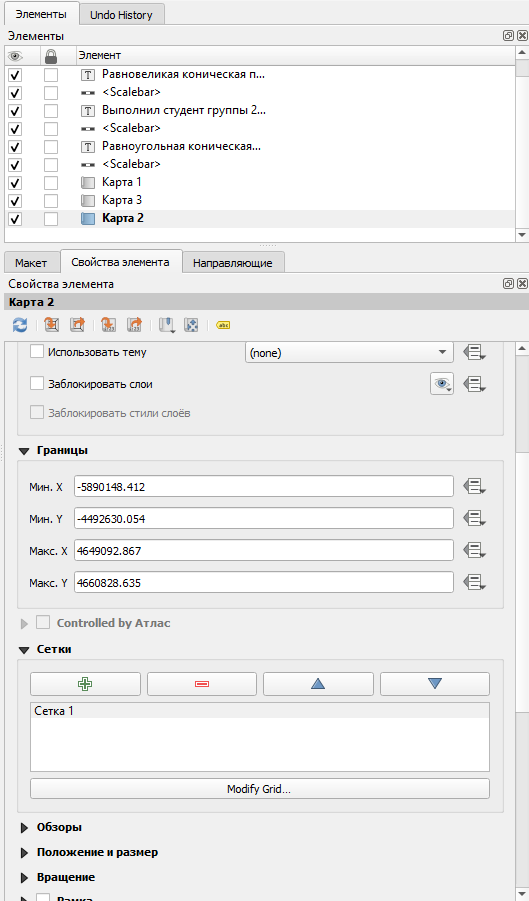 Элементы Undo History
Элементы
Элемент
Равновеликая коническая п...
<Scalebar>
Выполнил студент группы 2...
<Scalebar>
Равноугольная коническая...
<Scalebar>
Карта 1
Карта 3
Карта 2
Макет Свойства элемента Направляющие
Свойства элемента
Карта 2
abc
Использовать тему (none)
Заблокировать слои
Заблокировать стили слоёв
Границы
Мин. X -5890148.412
Мин. Y -4492630.054
Макс. X 4649092.867
Макс. Y 4660828.635
Controlled by Атлас
Сетки
Сетка 1
Modify Grid...
Обзоры
Положение и размер
Вращение
Рамка